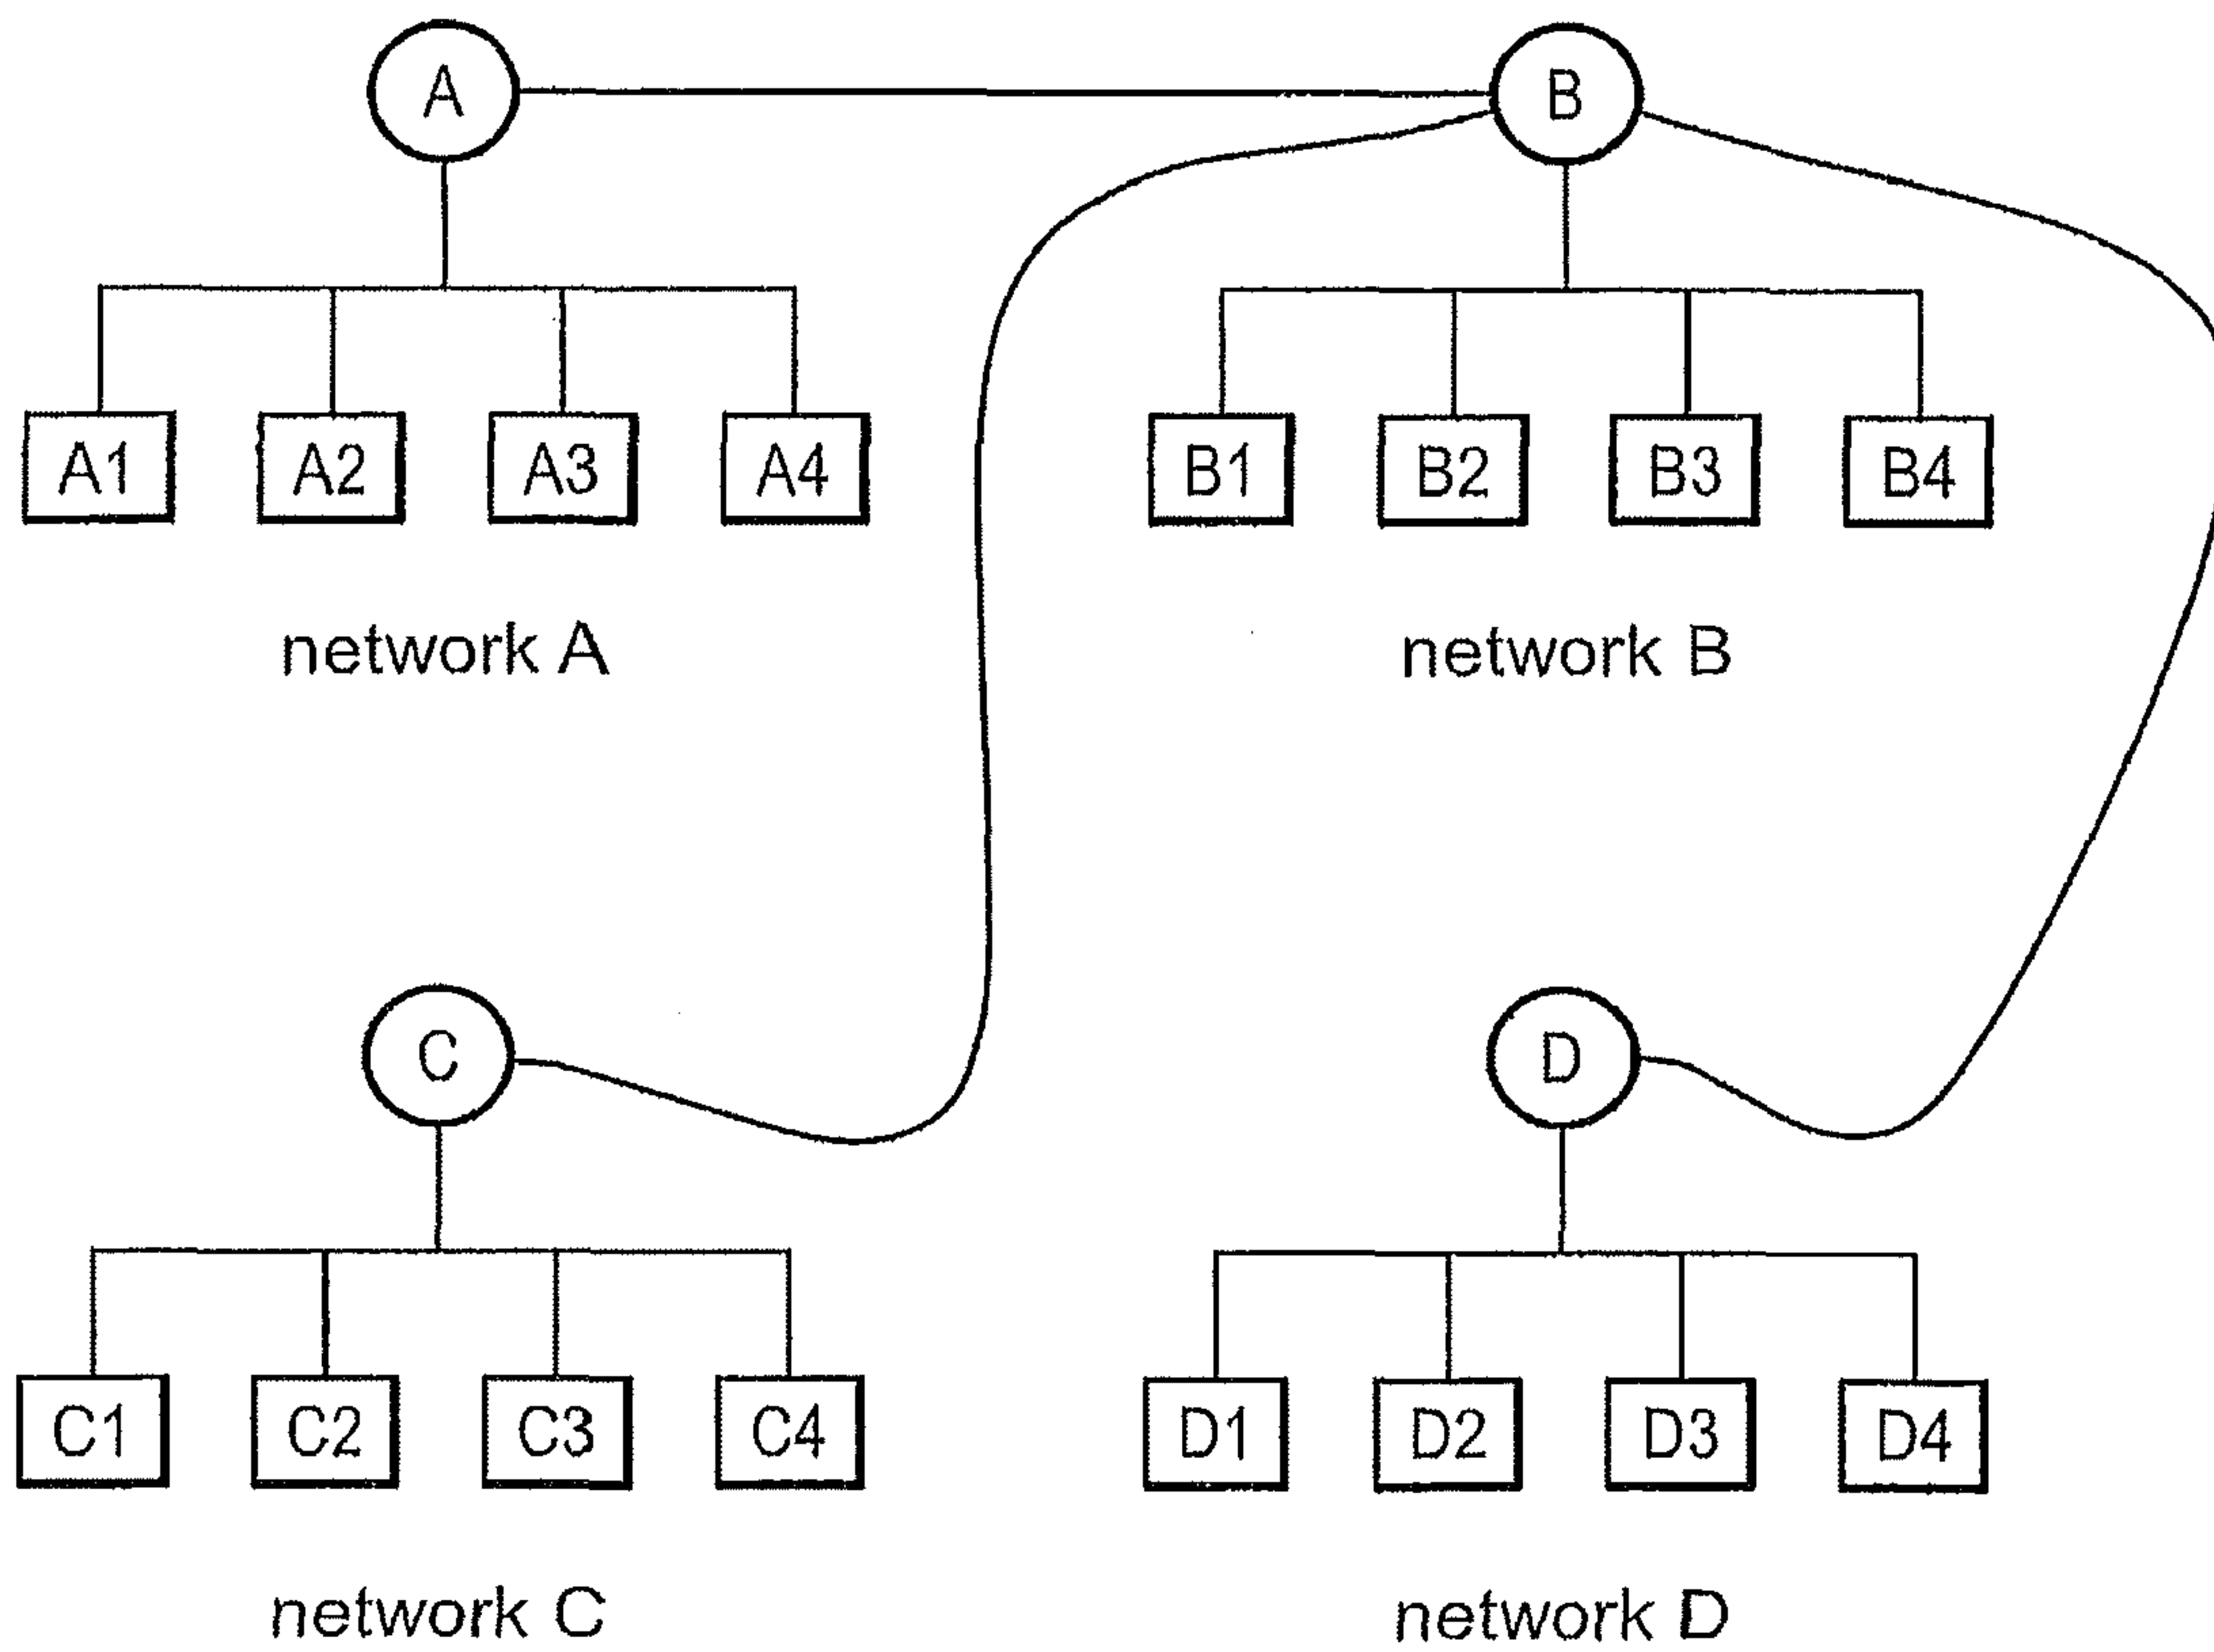 A
B
A1 A2 A3 A4
B1 B2 B3 B4
network A
network B
C
D
C1 C2 C3 C4
D1 D2 D3 D4
network C
network D